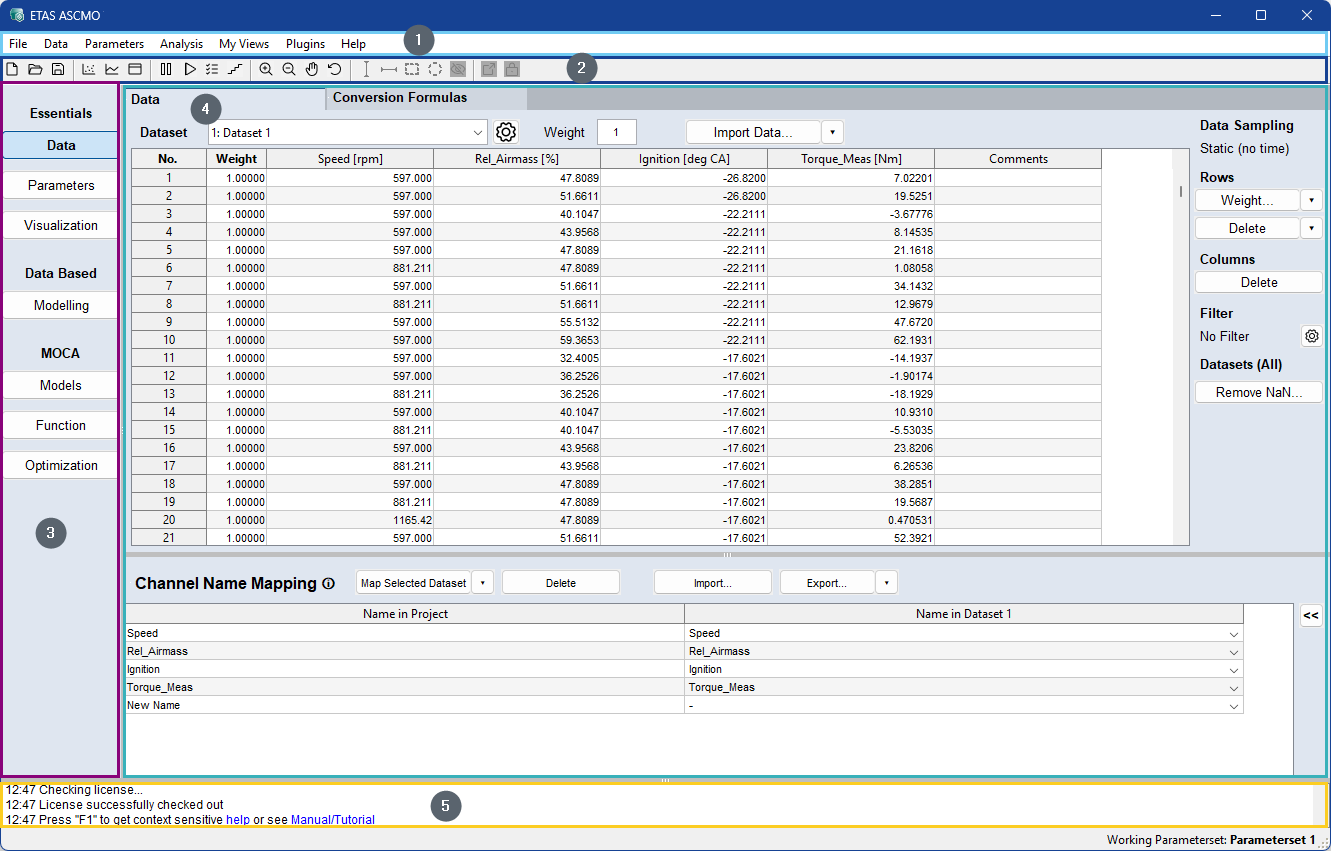 ETAS ASCMO
File Data Parameters Analysis My Views Plugins Help
1
2
3
4
5
Essentials
Data
Parameters
Visualization
Data Based
Modelling
MOCA
Models
Function
Optimization
Data Conversion Formulas
Dataset 1: Dataset 1 Weight 1 Import Data...
No. Weight Speed [rpm] Rel_Airmass [%] Ignition [deg CA] Torque_Meas [Nm] Comments
1 1.00000 597.000 47.8089 -26.8200 7.02201
2 1.00000 597.000 51.6611 -26.8200 19.5251
3 1.00000 597.000 40.1047 -22.2111 -3.67776
4 1.00000 597.000 43.9568 -22.2111 8.14535
5 1.00000 597.000 47.8089 -22.2111 21.1618
6 1.00000 881.211 47.8089 -22.2111 1.08058
7 1.00000 597.000 51.6611 -22.2111 34.1432
8 1.00000 881.211 51.6611 -22.2111 12.9679
9 1.00000 597.000 55.5132 -22.2111 47.6720
10 1.00000 597.000 59.3653 -22.2111 62.1931
11 1.00000 597.000 32.4005 -17.6021 -14.1937
12 1.00000 597.000 36.2526 -17.6021 -1.90174
13 1.00000 881.211 36.2526 -17.6021 -18.1929
14 1.00000 597.000 40.1047 -17.6021 10.9310
15 1.00000 881.211 40.1047 -17.6021 -5.53035
16 1.00000 597.000 43.9568 -17.6021 23.8206
17 1.00000 881.211 43.9568 -17.6021 6.26536
18 1.00000 597.000 47.8089 -17.6021 38.2851
19 1.00000 881.211 47.8089 -17.6021 19.5687
20 1.00000 1165.42 47.8089 -17.6021 0.470531
21 1.00000 597.000 51.6611 -17.6021 52.3921
Data Sampling
Static (no time)
Rows
Weight...
Delete
Columns
Delete
Filter
No Filter
Datasets (All)
Remove NaN...
Channel Name Mapping Map Selected Dataset Delete Import... Export...
Name in Project Name in Dataset 1
<<
Speed Speed
Rel_Airmass Rel_Airmass
Ignition Ignition
Torque_Meas Torque_Meas
New Name -
12:47 Checking license...
12:47 License successfully checked out
12:47 Press "F1" to get context sensitive help or see Manual/Tutorial
Working Parameterset: Parameterset 1